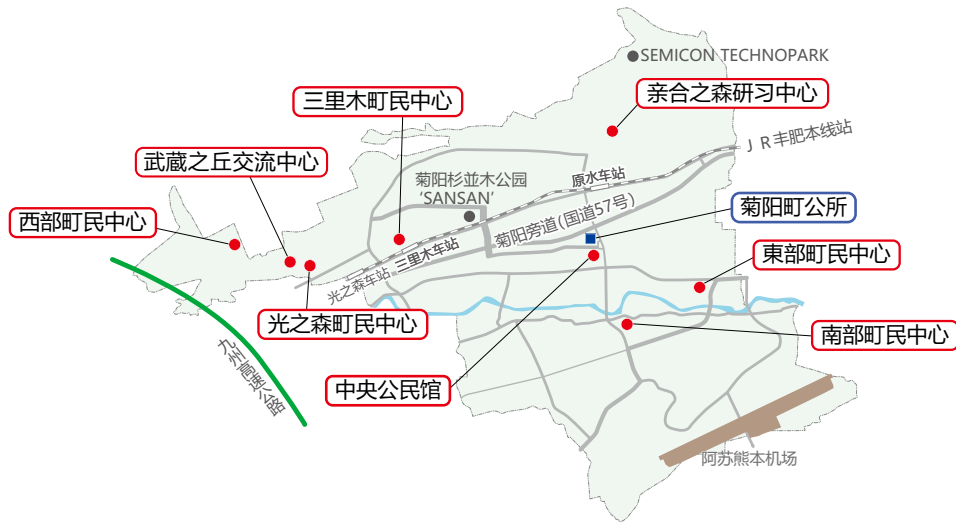 SEMICON TECHNOPARK
三里木町民中心
亲合之森研习中心
ＪＲ丰肥本线站
武蔵之丘交流中心
原水车站
菊阳杉並木公园
‘SANSAN’
菊阳町公所
西部町民中心
菊阳旁道(国道57号)
三里木车站
東部町民中心
光之森车站
光之森町民中心
南部町民中心
九州高速公路
中央公民馆
阿苏熊本机场